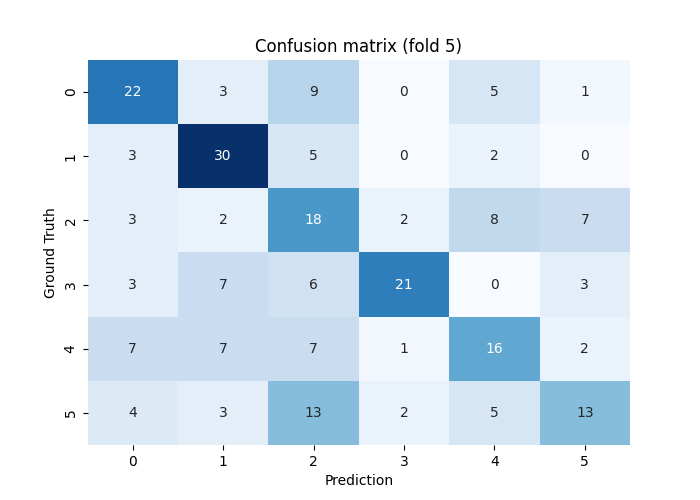 Confusion matrix (fold 5)
Ground Truth
0 22 3 9 0 5 1
1 3 30 5 0 2 0
2 3 2 18 2 8 7
3 3 7 6 21 0 3
4 7 7 7 1 16 2
5 4 3 13 2 5 13
0 1 2 3 4 5
Prediction